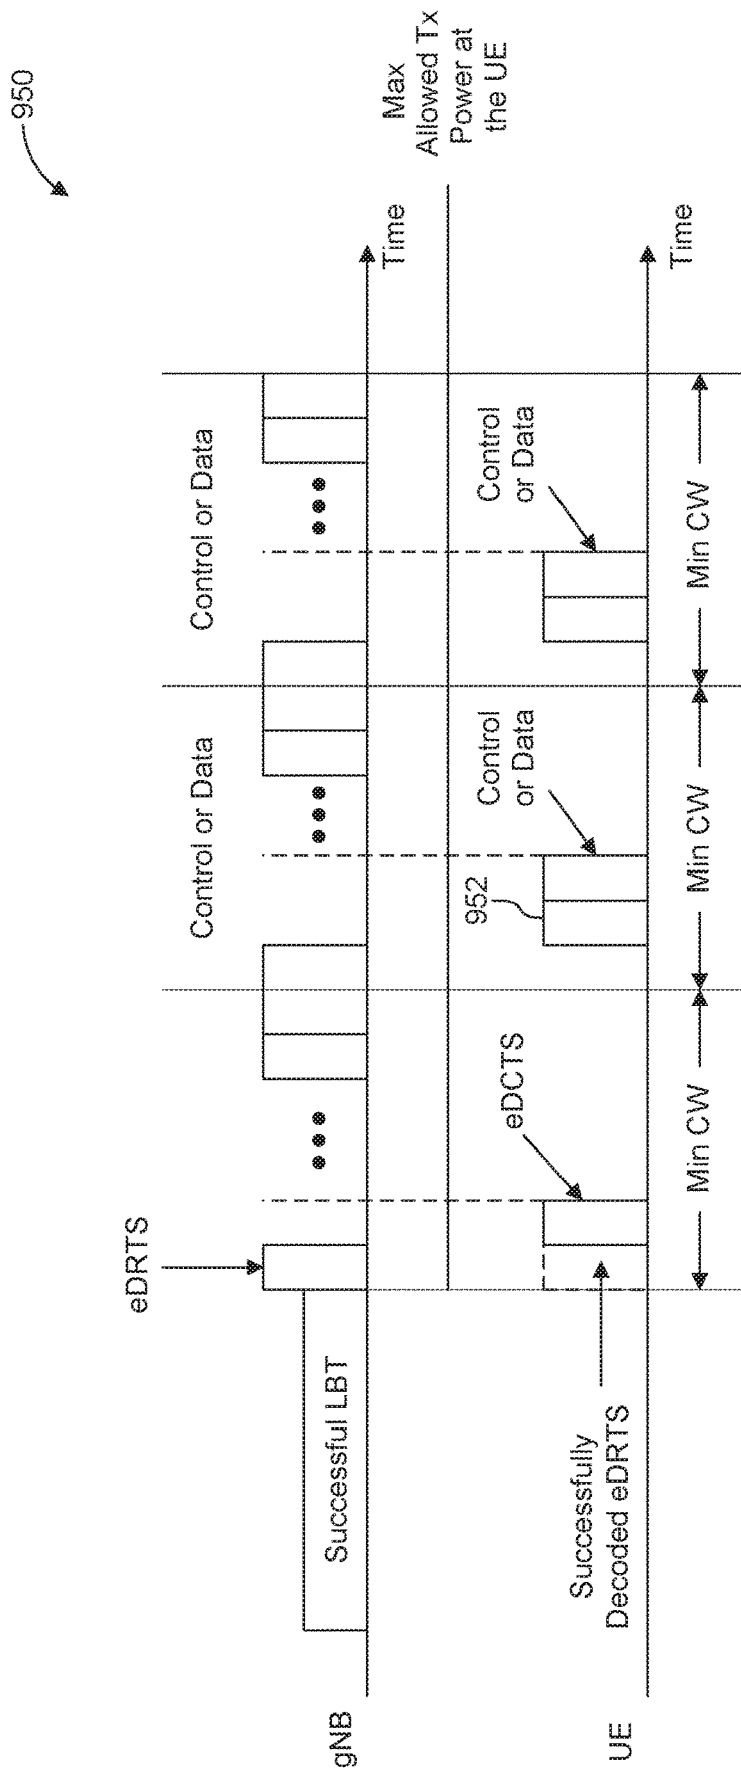 950
eDRTS
Control or Data
Control or Data
gNB
Successful LBT
Time
Max
Allowed Tx
Power at
the UE
eDCTS
952
Control
or Data
Control
or Data
UE
Successfully
Decoded eDRTS
Time
Min CW
Min CW
Min CW